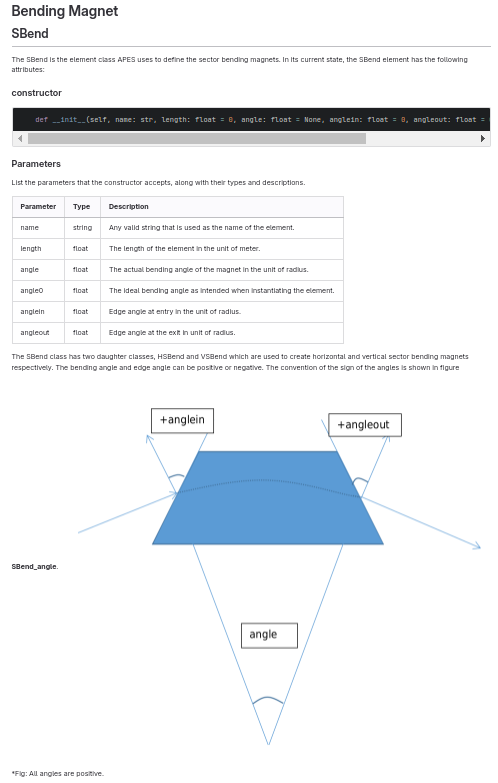 Bending Magnet
SBend
The SBend is the element class APES uses to define the sector bending magnets. In its current state, the SBend element has the following
attributes:
constructor
def __init__(self, name: str, length: float = 0, angle: float = None, anglein: float = 0, angleout: float =
Parameters
List the parameters that the constructor accepts, along with their types and descriptions.
Parameter Type Description
name string Any valid string that is used as the name of the element.
length float The length of the element in the unit of meter.
angle float The actual bending angle of the magnet in the unit of radius.
angle0 float The ideal bending angle as intended when instantiating the element.
anglein float Edge angle at entry in the unit of radius.
angleout float Edge angle at the exit in unit of radius.
The SBend class has two daughter classes, HSBend and VSBend which are used to create horizontal and vertical sector bending magnets
respectively. The bending angle and edge angle can be positive or negative. The convention of the sign of the angles is shown in figure
+anglein
+angleout
SBend_angle.
angle
*Fig: All angles are positive.